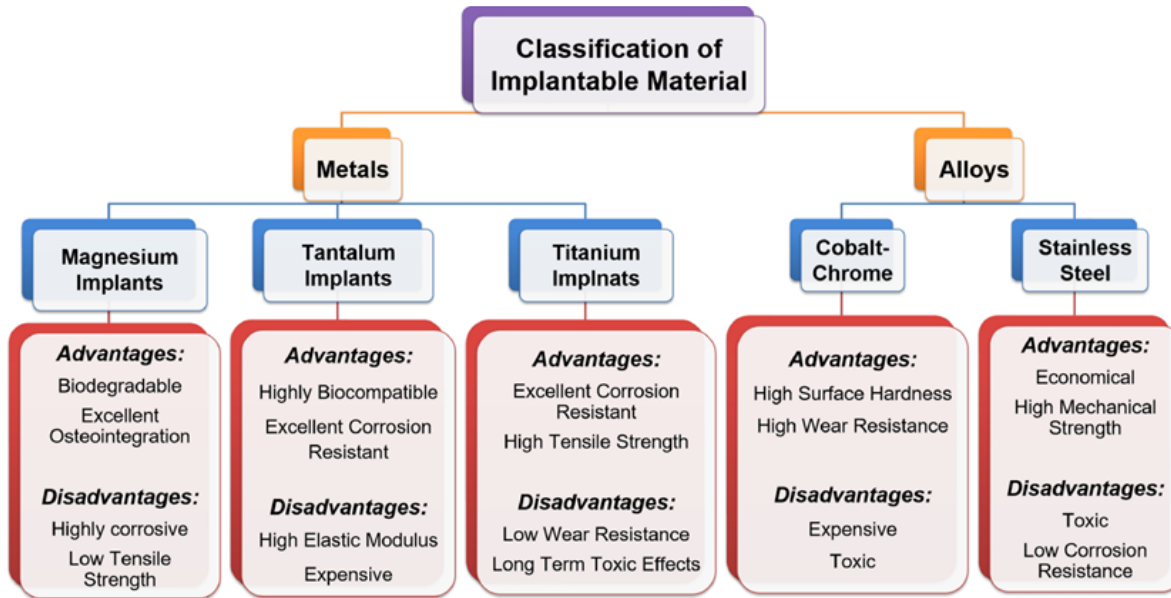 Classification of
Implantable Material
Metals
Alloys
Magnesium
Implants
Tantalum
Implants
Titanium
Implnats
Cobalt-
Chrome
Stainless
Steel
Advantages:
Biodegradable
Excellent
Osteointegration
Disadvantages:
Highly corrosive
Low Tensile
Strength
Advantages:
Highly Biocompatible
Excellent Corrosion
Resistant
Disadvantages:
High Elastic Modulus
Expensive
Advantages:
Excellent Corrosion
Resistant
High Tensile Strength
Disadvantages:
Low Wear Resistance
Long Term Toxic Effects
Advantages:
High Surface Hardness
High Wear Resistance
Disadvantages:
Expensive
Toxic
Advantages:
Economical
High Mechanical
Strength
Disadvantages:
Toxic
Low Corrosion
Resistance